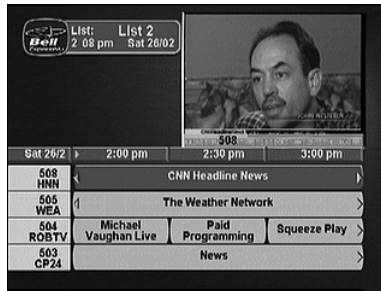 Bell
ExpressVu
List: List 2
2 08 pm Sat 26/02
508
Sat 26/2 2:00 pm 2:30 pm 3:00 pm
508 HNN CNN Headline News
505 WEA The Weather Network
504 ROBTV Michael Vaughan Live Paid Programming Squeeze Play
503 CP24 News